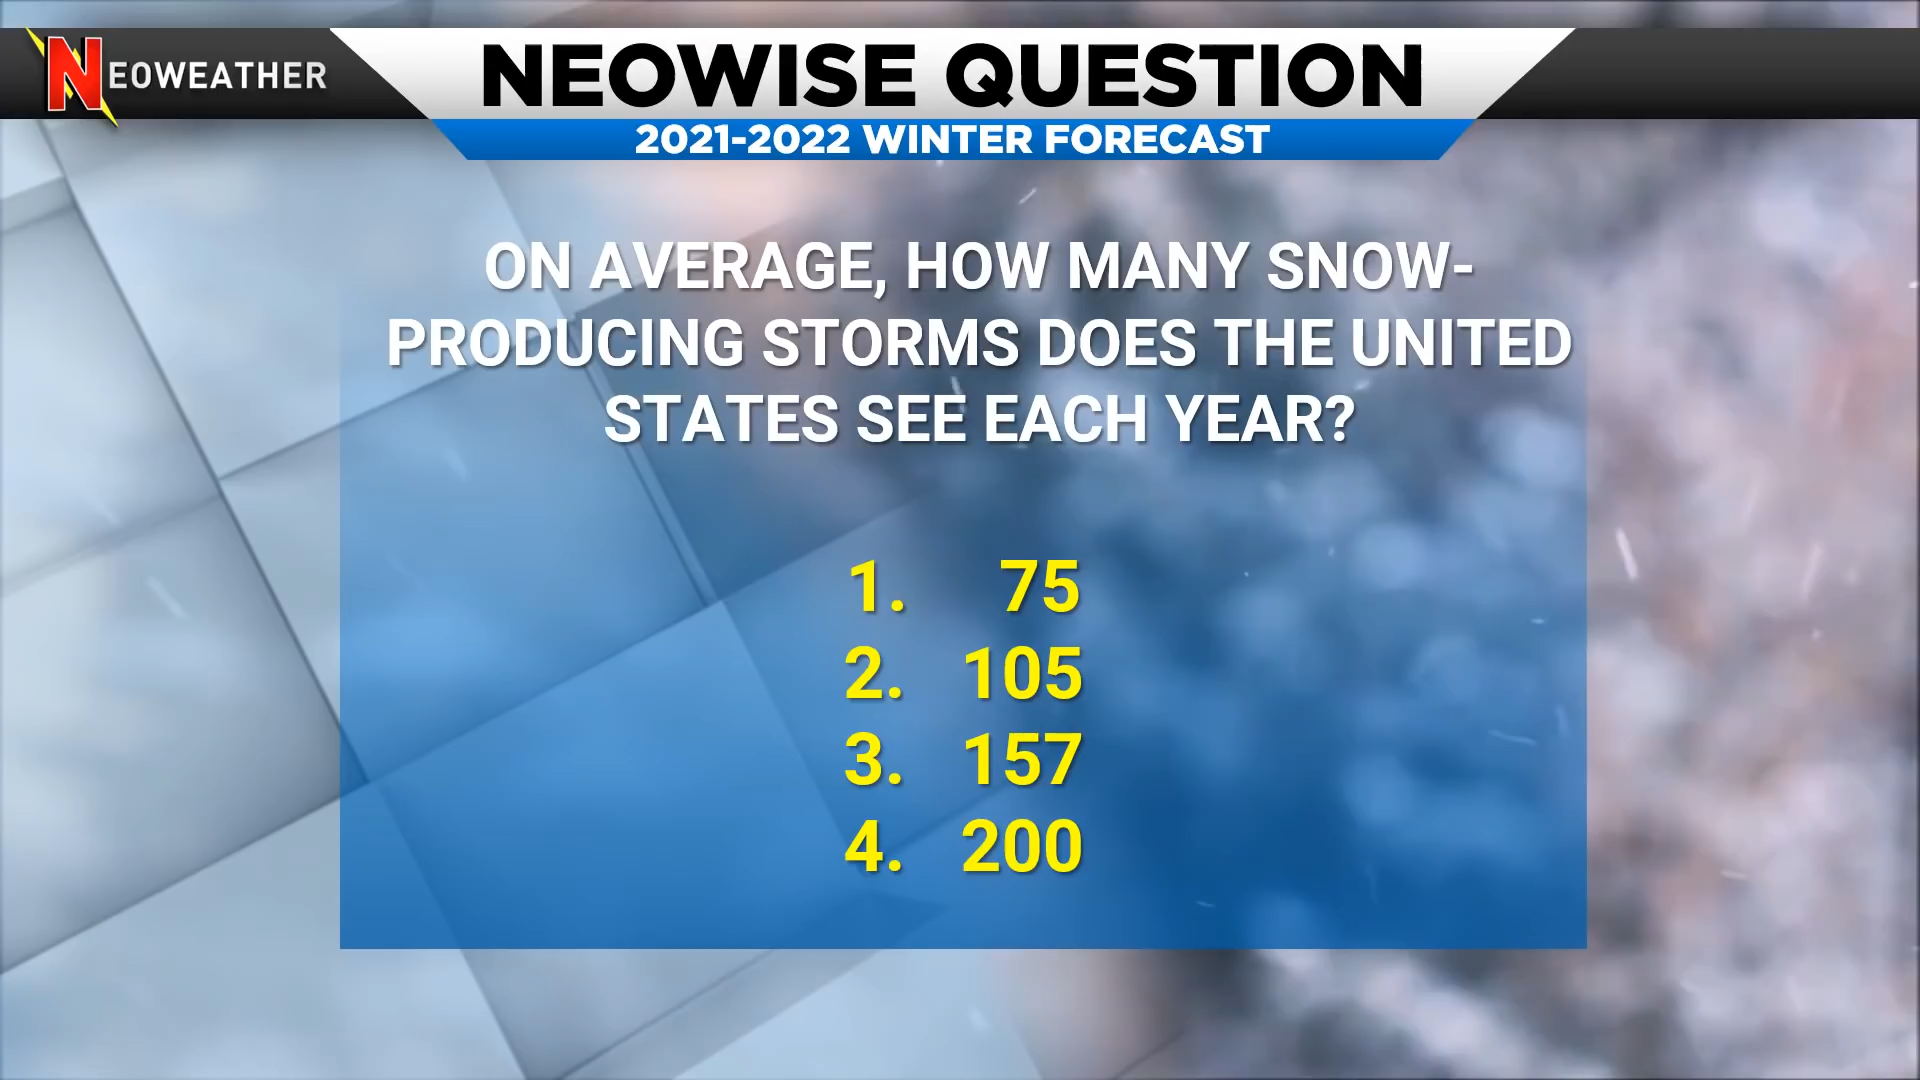 NEOWEATHER
NEOWISE QUESTION
2021-2022 WINTER FORECAST
ON AVERAGE, HOW MANY SNOW-
PRODUCING STORMS DOES THE UNITED
STATES SEE EACH YEAR?
1. 75
2. 105
3. 157
4. 200